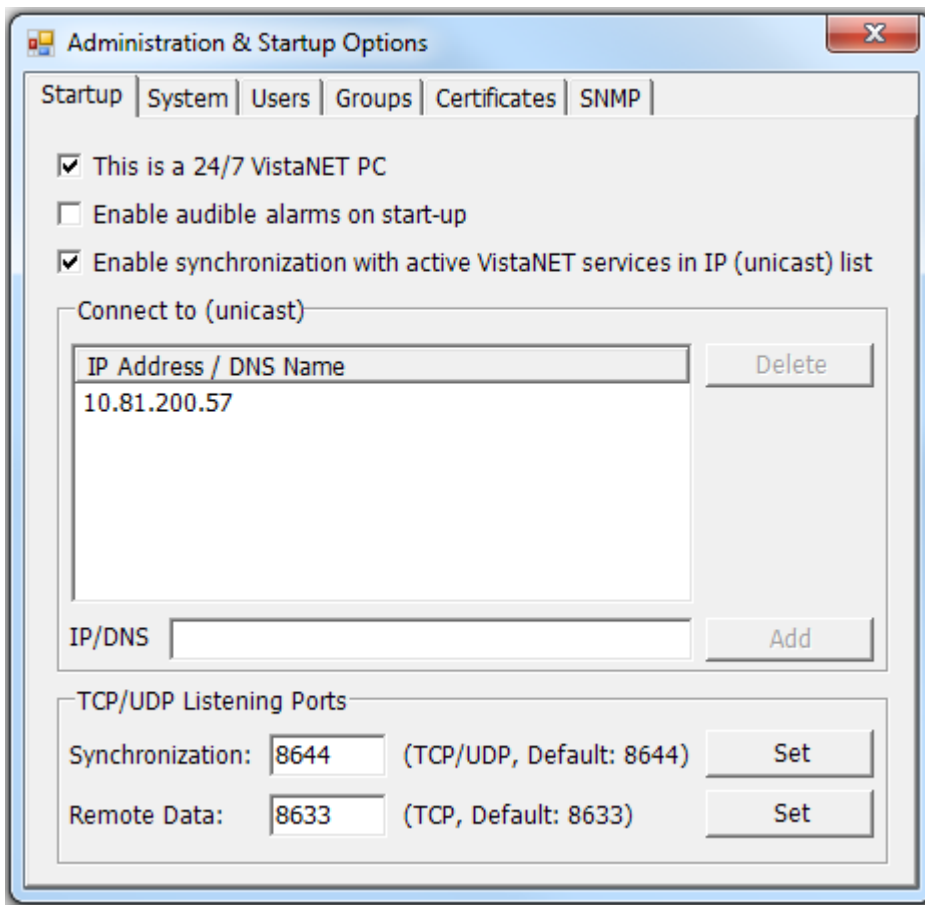 Administration & Startup Options
Startup System Users Groups Certificates SNMP
This is a 24/7 VistaNET PC
Enable audible alarms on start-up
Enable synchronization with active VistaNET services in IP (unicast) list
Connect to (unicast)
IP Address / DNS Name Delete
10.81.200.57
IP/DNS Add
TCP/UDP Listening Ports
Synchronization: 8644 (TCP/UDP, Default: 8644) Set
Remote Data: 8633 (TCP, Default: 8633) Set